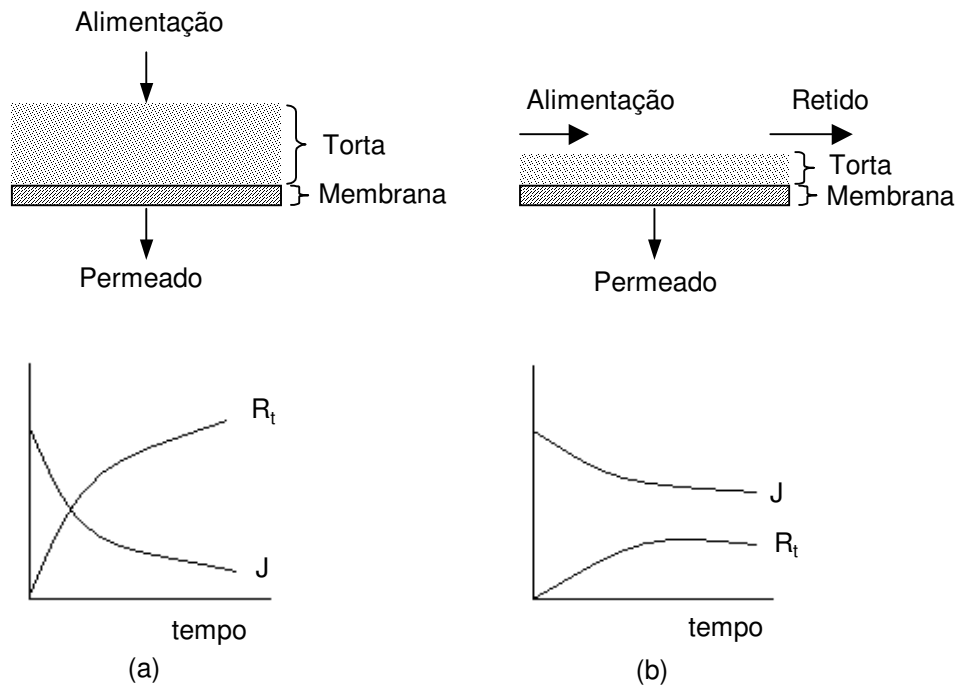 Alimentação
Torta
Membrana
Permeado
Alimentação
Retido
Torta
Membrana
Permeado
Rt
J
tempo
(a)
J
Rt
tempo
(b)